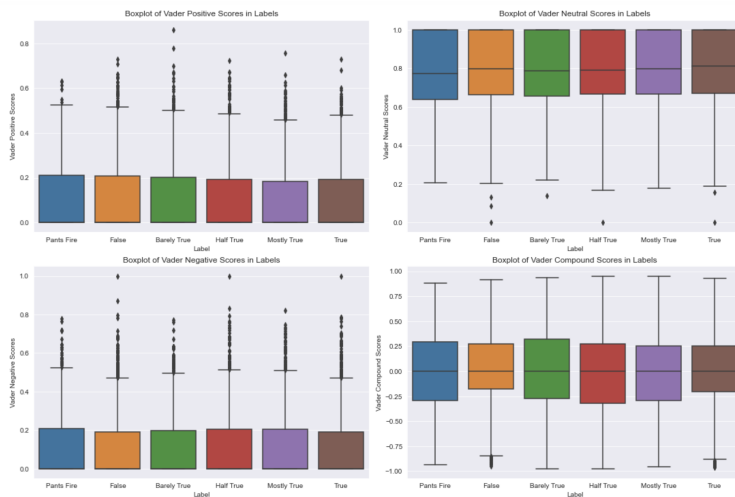 Boxplot of Vader Positive Scores in Labels
Vader Positive Scores
0.8
0.6
0.4
0.2
0.0
Pants Fire False Barely True Half True Mostly True True
Label
Boxplot of Vader Neutral Scores in Labels
Vader Neutral Scores
1.0
0.8
0.6
0.4
0.2
0.0
Pants Fire False Barely True Half True Mostly True True
Label
Boxplot of Vader Negative Scores in Labels
Vader Negative Scores
1.0
0.8
0.6
0.4
0.2
0.0
Pants Fire False Barely True Half True Mostly True True
Label
Boxplot of Vader Compound Scores in Labels
Vader Compound Scores
1.00
0.75
0.50
0.25
0.00
−0.25
−0.50
−0.75
−1.00
Pants Fire False Barely True Half True Mostly True True
Label